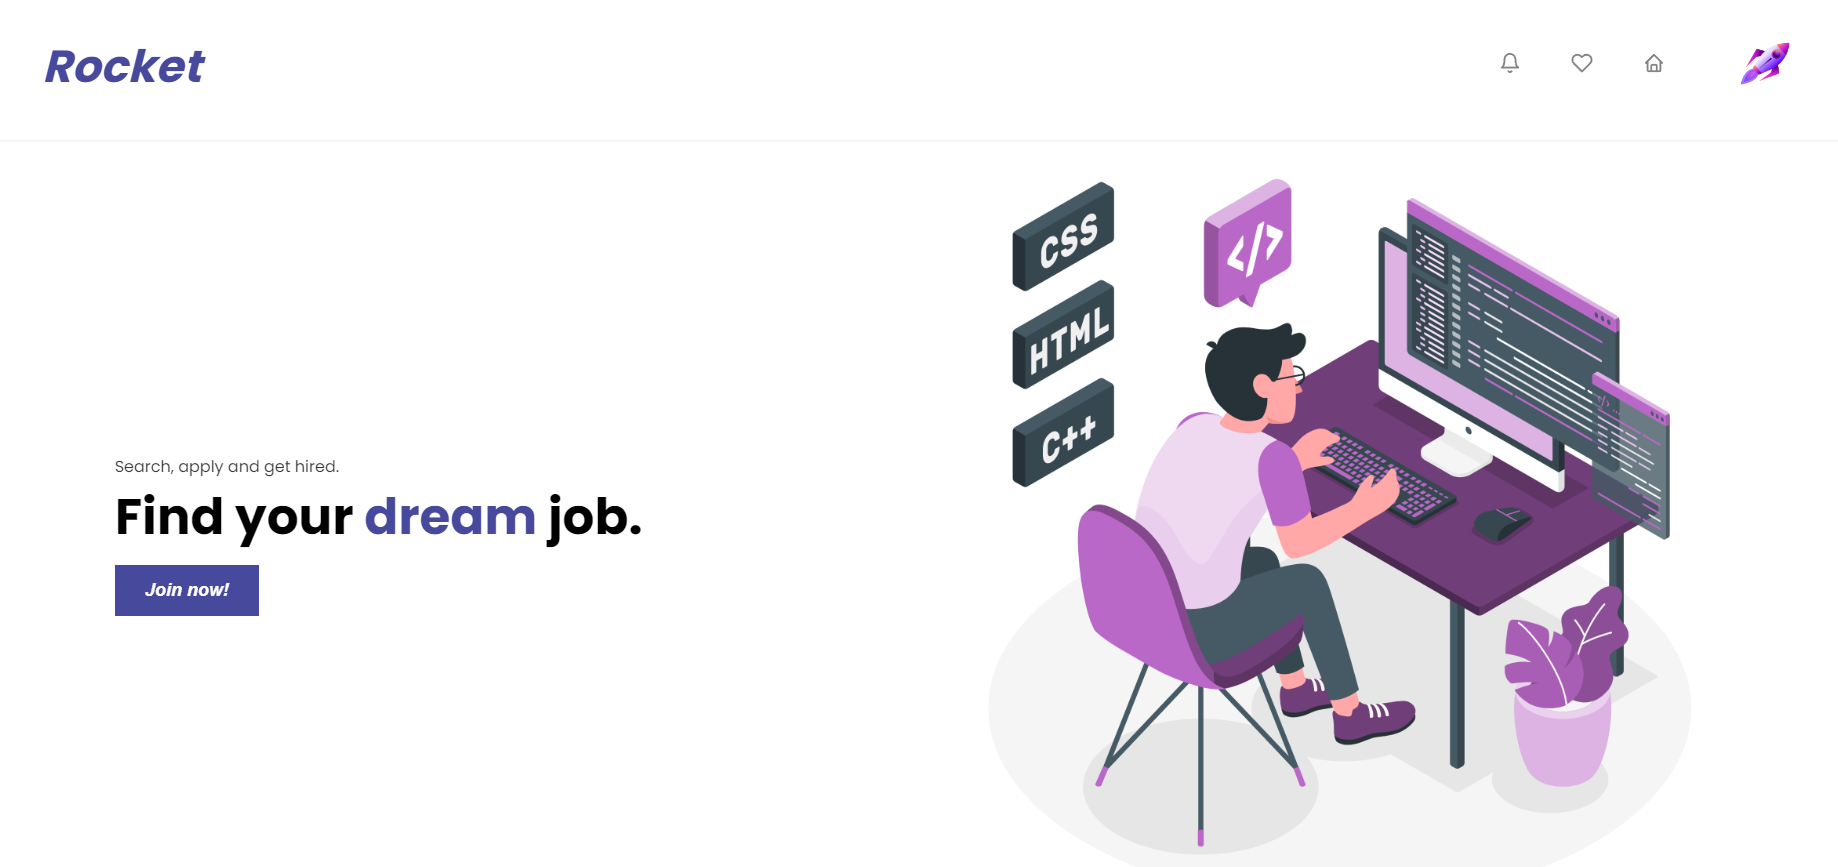 Rocket
CSS
</>
HTML
C++
Search, apply and get hired.
Find your dream job.
Join now!